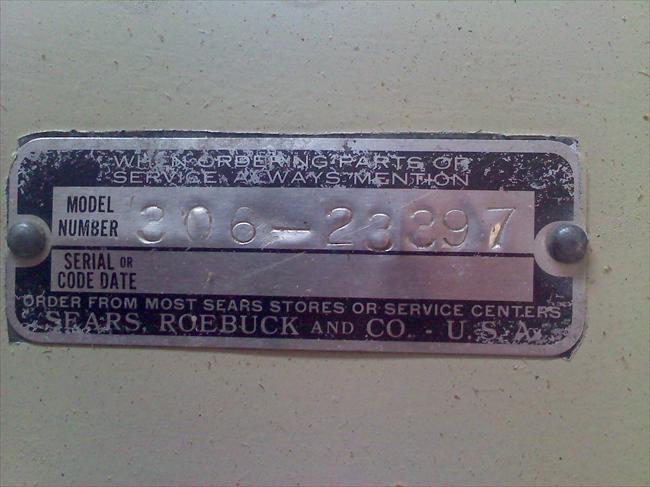 WHEN ORDERING PARTS OR
SERVICE, ALWAYS MENTION
MODEL NUMBER 306-23397
SERIAL OR CODE DATE
ORDER FROM MOST SEARS STORES OR SERVICE CENTERS
SEARS, ROEBUCK AND CO. - U.S.A.